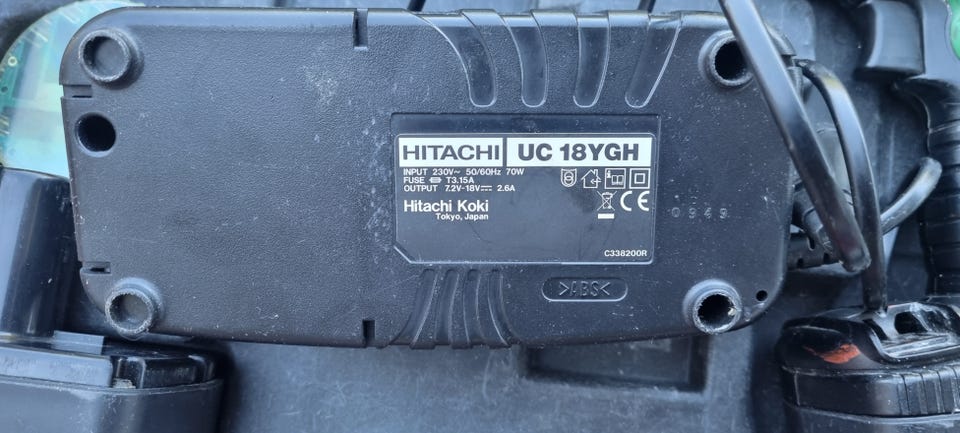 HITACHI UC 18YGH
INPUT 230V~ 50/60Hz 70W
FUSE T3.15A
OUTPUT 7.2V-18V⎓ 2.6A
Hitachi Koki
Tokyo, Japan
CE
0949
C338200R
>ABS<